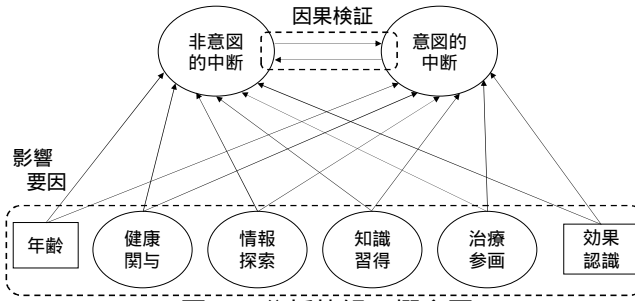 因果検証
非意図
的中断
意図的
中断
影響
要因
年齢
健康
関与
情報
探索
知識
習得
治療
参画
効果
認識